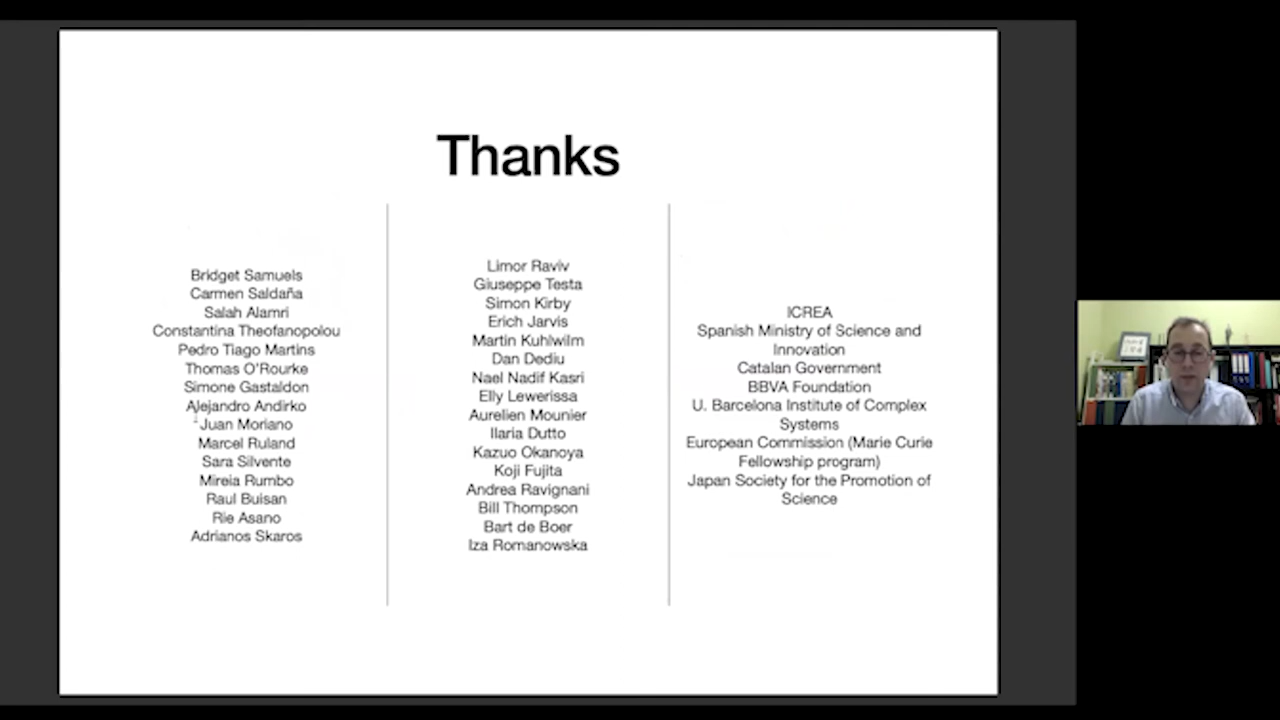 Thanks
Bridget Samuels
Carmen Saldaña
Salah Alamri
Constantina Theofanopolou
Pedro Tiago Martins
Thomas O'Rourke
Simone Gastaldon
Alejandro Andirko
Juan Moriano
Marcel Ruland
Sara Silvente
Mireia Rumbo
Raul Buisan
Rie Asano
Adrianos Skaros
Limor Raviv
Giuseppe Testa
Simon Kirby
Erich Jarvis
Martin Kuhlwilm
Dan Dediu
Nael Nadif Kasri
Elly Lewerissa
Aurelien Mounier
Ilaria Dutto
Kazuo Okanoya
Koji Fujita
Andrea Ravignani
Bill Thompson
Bart de Boer
Iza Romanowska
ICREA
Spanish Ministry of Science and
Innovation
Catalan Government
BBVA Foundation
U. Barcelona Institute of Complex
Systems
European Commission (Marie Curie
Fellowship program)
Japan Society for the Promotion of
Science